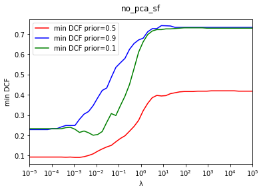 no_pca_sf
min DCF prior=0.5
min DCF prior=0.9
min DCF prior=0.1
min DCF
0.7
0.6
0.5
0.4
0.3
0.2
0.1
10⁻⁵ 10⁻⁴ 10⁻³ 10⁻² 10⁻¹ 10⁰ 10¹ 10² 10³ 10⁴ 10⁵
λ